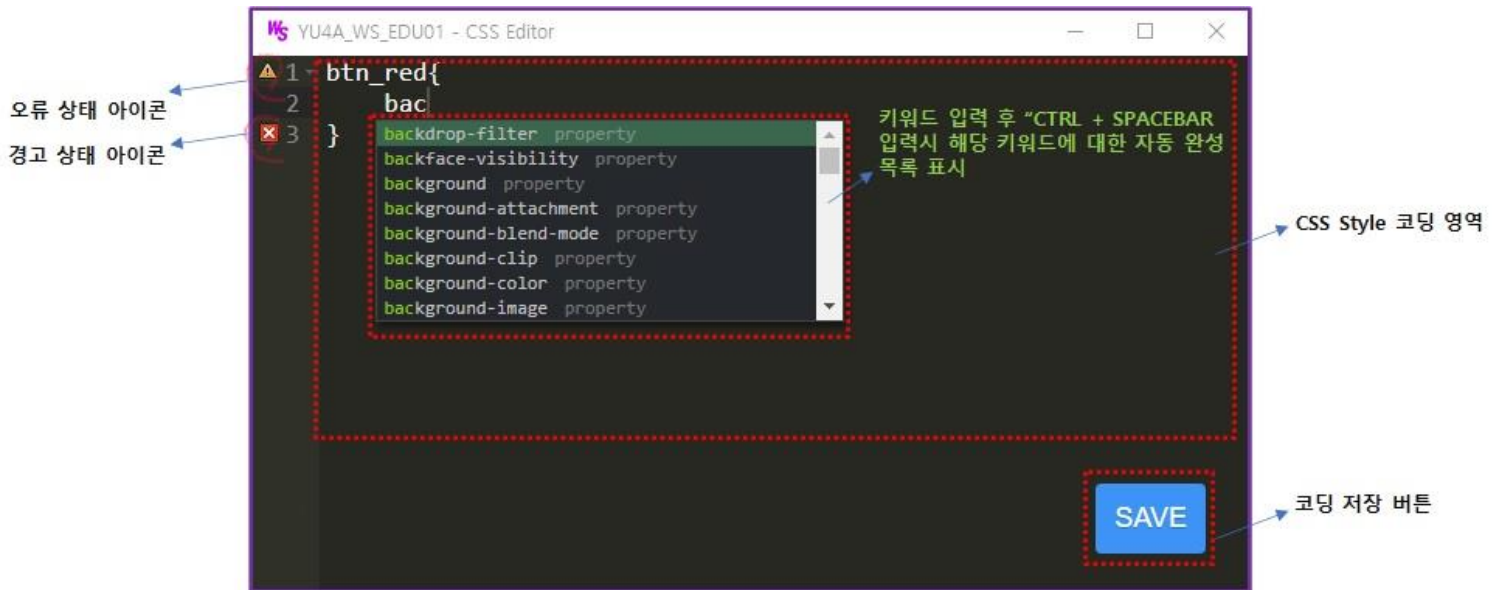 WS YU4A_WS_EDU01 - CSS Editor
오류 상태 아이콘
경고 상태 아이콘
1 btn_red{
2 bac
3 }
backdrop-filter property
backface-visibility property
background property
background-attachment property
background-blend-mode property
background-clip property
background-color property
background-image property
키워드 입력 후 “CTRL + SPACEBAR
입력시 해당 키워드에 대한 자동 완성
목록 표시
CSS Style 코딩 영역
SAVE
코딩 저장 버튼